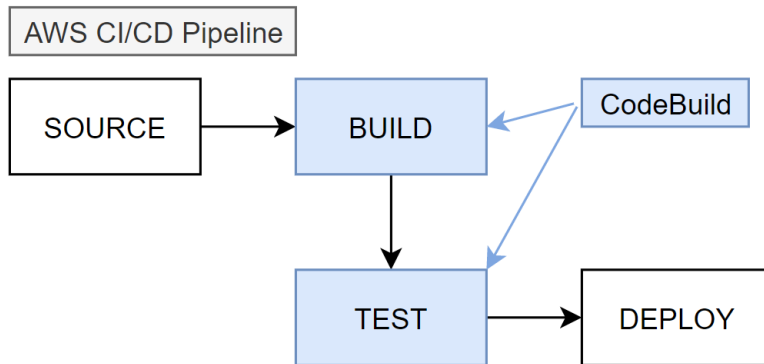 AWS CI/CD Pipeline
SOURCE
BUILD
CodeBuild
TEST
DEPLOY